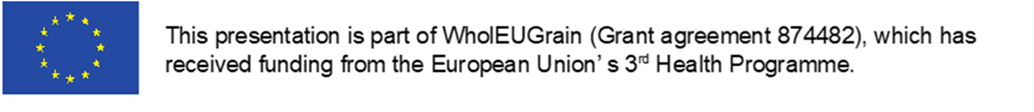 This presentation is part of WholEUGrain (Grant agreement 874482), which has
received funding from the European Union’ s 3rd Health Programme.